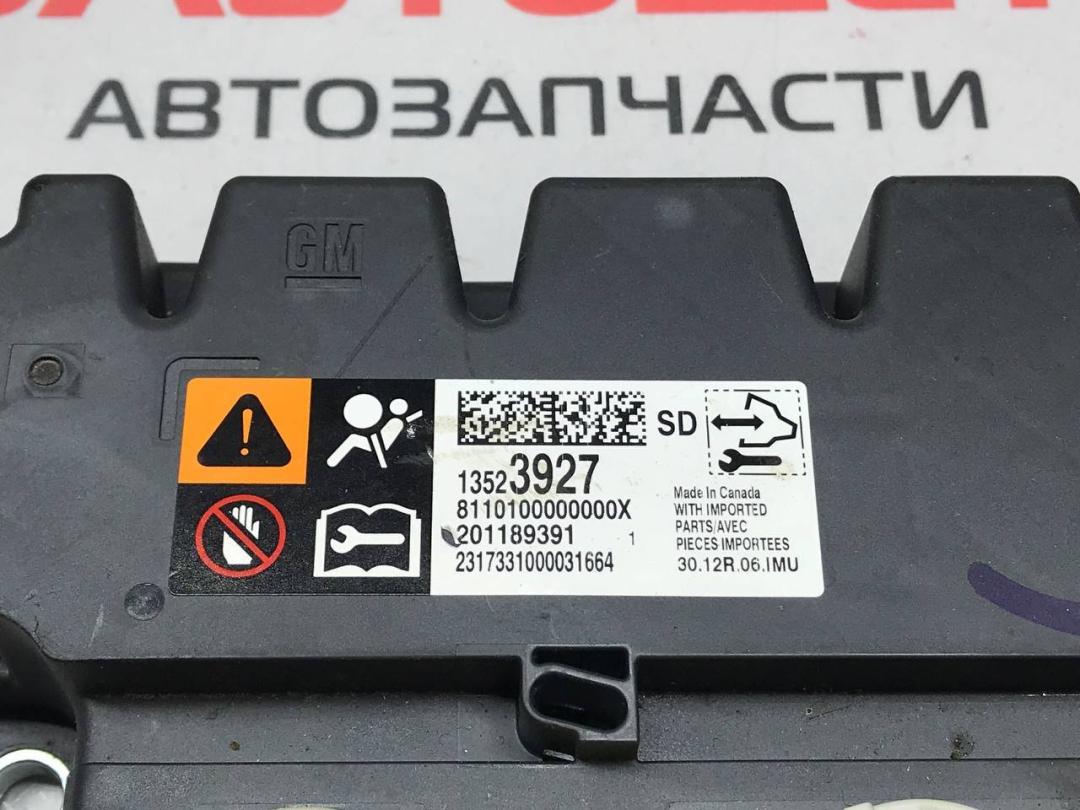 АВТОЗАПЧАСТИ
GM
SD
13523927
8110100000000X
201189391 1
2317331000031664
Made In Canada
WITH IMPORTED
PARTS/AVEC
PIECES IMPORTEES
30.12R.06.IMU